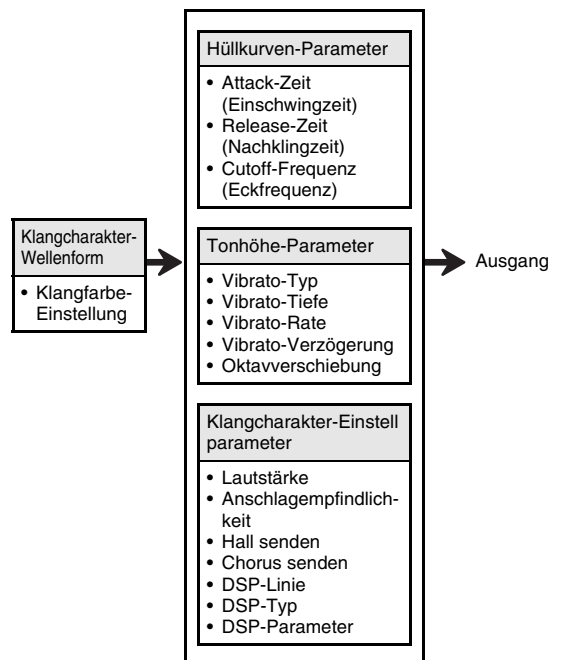 Hüllkurven-Parameter
• Attack-Zeit
(Einschwingzeit)
• Release-Zeit
(Nachklingzeit)
• Cutoff-Frequenz
(Eckfrequenz)
Klangcharakter-
Wellenform
• Klangfarbe-
Einstellung
Tonhöhe-Parameter
• Vibrato-Typ
• Vibrato-Tiefe
• Vibrato-Rate
• Vibrato-Verzögerung
• Oktavverschiebung
Ausgang
Klangcharakter-Einstell
parameter
• Lautstärke
• Anschlagempfindlich-
keit
• Hall senden
• Chorus senden
• DSP-Linie
• DSP-Typ
• DSP-Parameter